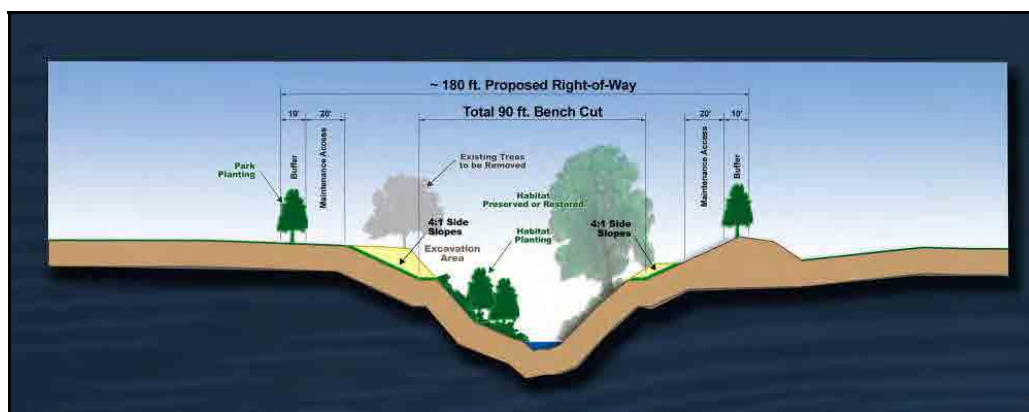 ~ 180 ft. Proposed Right-of-Way
Total 90 ft. Bench Cut
10'
20'
20'
10'
Buffer
Maintenance Access
Maintenance Access
Buffer
Park
Planting
Existing Trees
to be Removed
Habitat
Preserved or Restored
4:1 Side
Slopes
4:1 Side
Slopes
Excavation
Area
Habitat
Planting